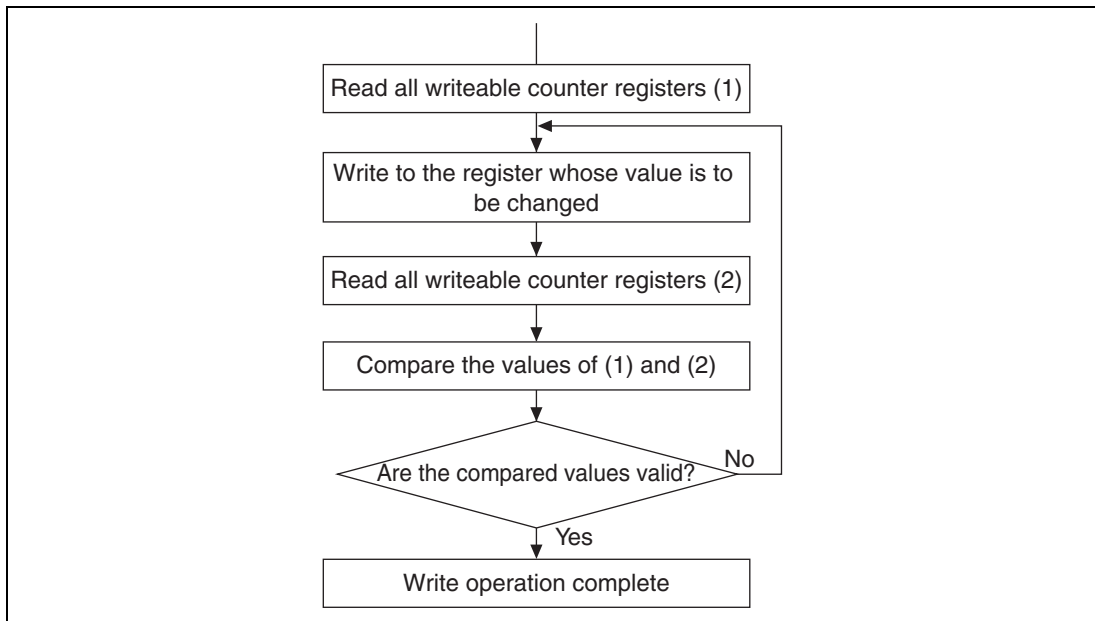 Read all writeable counter registers (1)
Write to the register whose value is to
be changed
Read all writeable counter registers (2)
Compare the values of (1) and (2)
Are the compared values valid?
No
Yes
Write operation complete